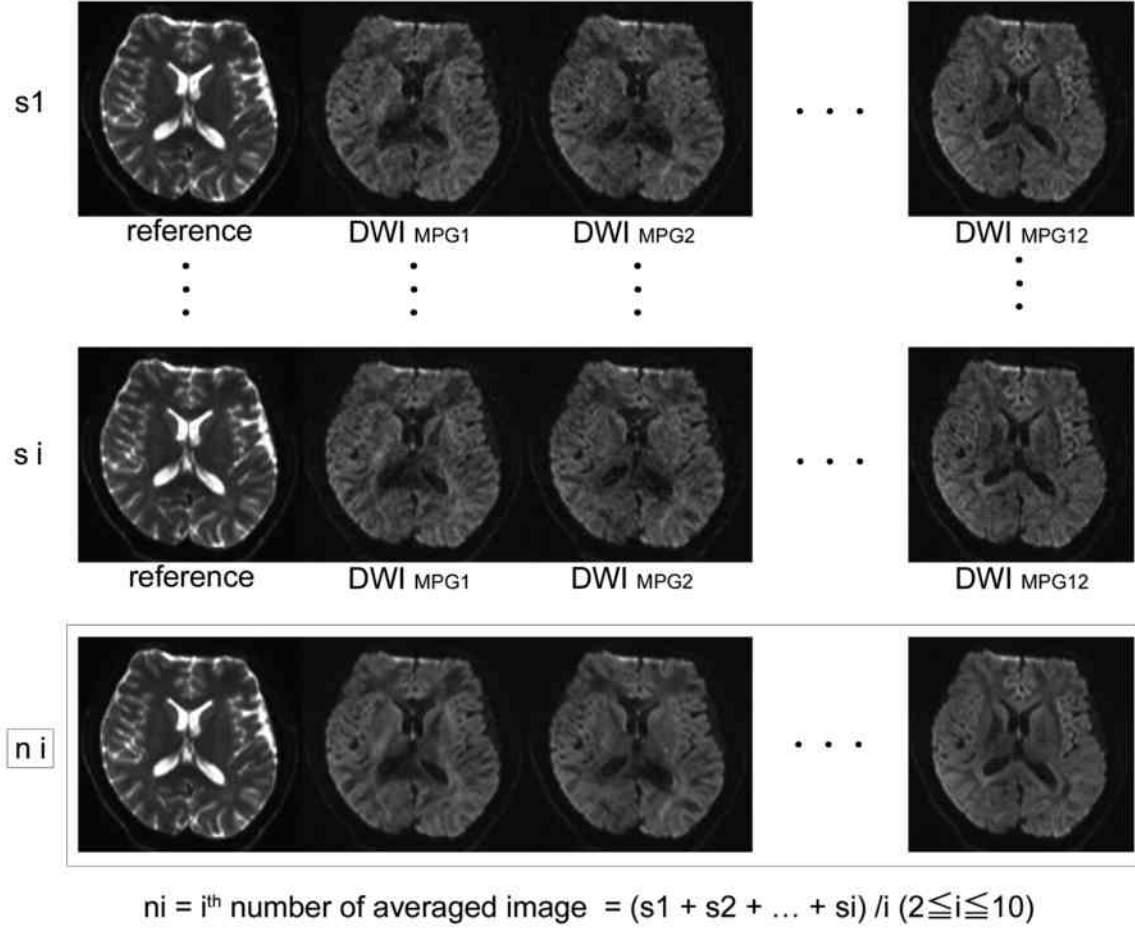 s1
reference DWI MPG1 DWI MPG2 . . . DWI MPG12
s i
reference DWI MPG1 DWI MPG2 . . . DWI MPG12
n i
. . .
ni = iᵗʰ number of averaged image = (s1 + s2 + … + si) /i (2≦i≦10)